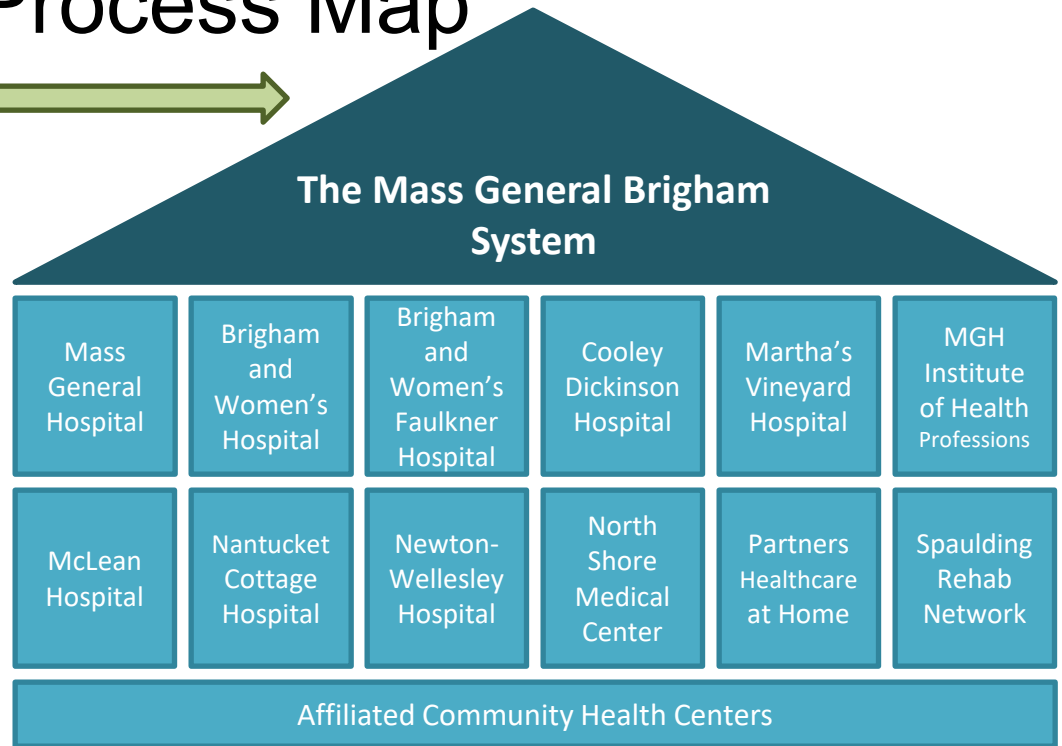 Process Map
The Mass General Brigham
System
Mass
General
Hospital
Brigham
and
Women's
Hospital
Brigham
and
Women's
Faulkner
Hospital
Cooley
Dickinson
Hospital
Martha's
Vineyard
Hospital
MGH
Institute
of Health
Professions
McLean
Hospital
Nantucket
Cottage
Hospital
Newton-
Wellesley
Hospital
North
Shore
Medical
Center
Partners
Healthcare
at Home
Spaulding
Rehab
Network
Affiliated Community Health Centers